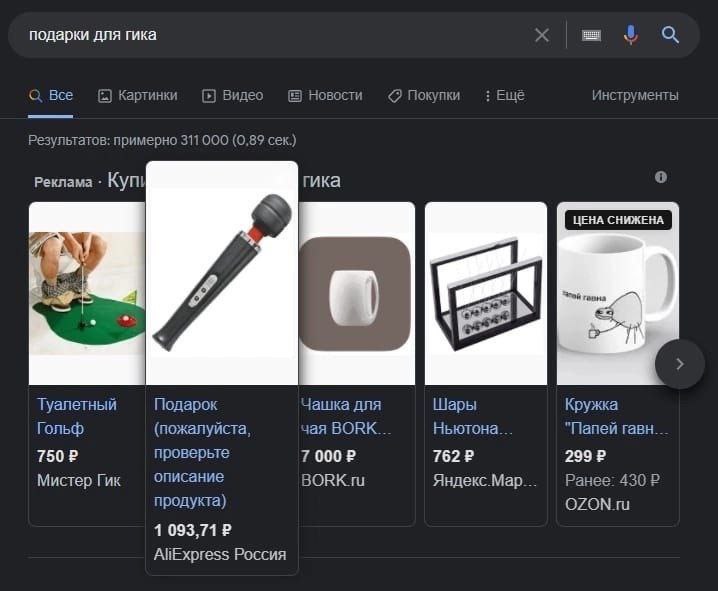 подарки для гика
Все
Картинки
Видео
Новости
Покупки
Ещё
Инструменты
Результатов: примерно 311 000 (0,89 сек.)
Реклама ·
гика
ЦЕНА СНИЖЕНА
папей гавна
Туалетный
Гольф
750 ₽
Мистер Гик
Подарок
(пожалуйста,
проверьте
описание
продукта)
1 093,71 ₽
AliExpress Россия
Чашка для
чая BORK...
7 000 ₽
BORK.ru
Шары
Ньютона...
762 ₽
Яндекс.Мар...
Кружка
"Папей гавн...
299 ₽
Ранее: 430 ₽
OZON.ru